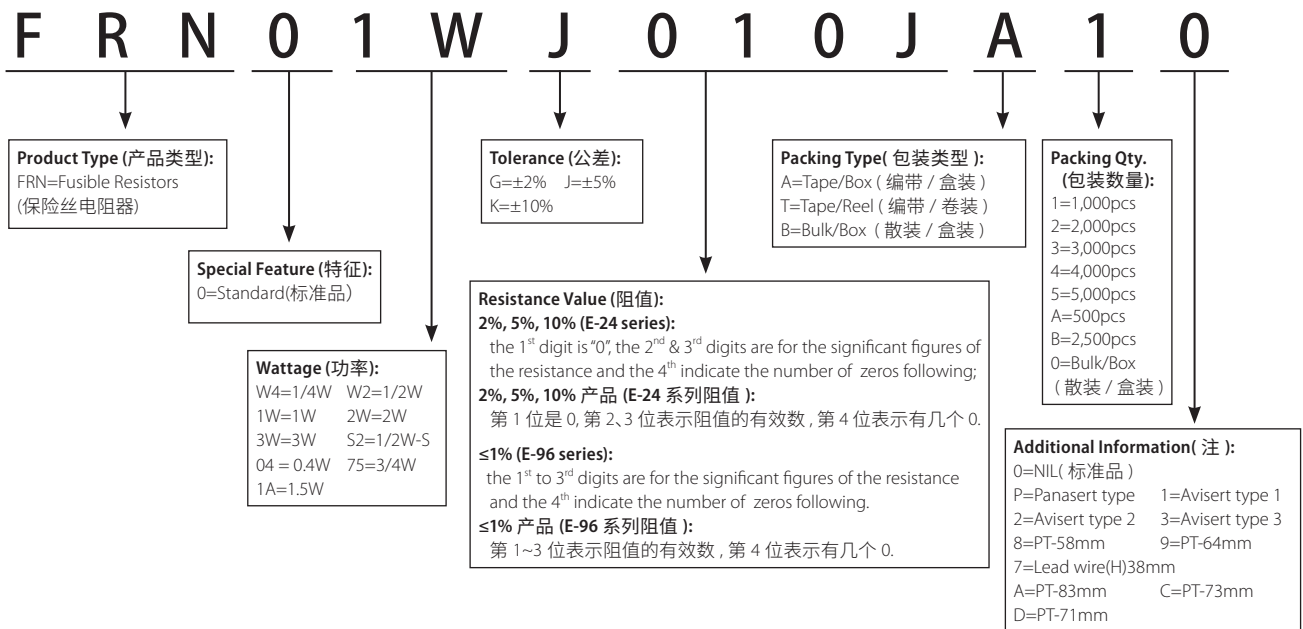 F R N 0 1 W J 0 1 0 J A 1 0
Product Type (产品类型):
FRN=Fusible Resistors
(保险丝电阻器)
Special Feature (特征):
0=Standard(标准品)
Wattage (功率):
W4=1/4W W2=1/2W
1W=1W 2W=2W
3W=3W S2=1/2W-S
04 = 0.4W 75=3/4W
1A=1.5W
Tolerance (公差):
G=±2% J=±5%
K=±10%
Resistance Value (阻值):
2%, 5%, 10% (E-24 series):
the 1st digit is "0", the 2nd & 3rd digits are for the significant figures of
the resistance and the 4th indicate the number of zeros following;
2%, 5%, 10% 产品 (E-24 系列阻值 ):
第 1 位是 0, 第 2、3 位表示阻值的有效数 , 第 4 位表示有几个 0.
≤1% (E-96 series):
the 1st to 3rd digits are for the significant figures of the resistance
and the 4th indicate the number of zeros following.
≤1% 产品 (E-96 系列阻值 ):
第 1~3 位表示阻值的有效数 , 第 4 位表示有几个 0.
Packing Type( 包装类型 ):
A=Tape/Box ( 编带 / 盒装 )
T=Tape/Reel ( 编带 / 卷装 )
B=Bulk/Box ( 散装 / 盒装 )
Packing Qty.
(包装数量):
1=1,000pcs
2=2,000pcs
3=3,000pcs
4=4,000pcs
5=5,000pcs
A=500pcs
B=2,500pcs
0=Bulk/Box
( 散装 / 盒装 )
Additional Information( 注 ):
0=NIL( 标准品 )
P=Panasert type 1=Avisert type 1
2=Avisert type 2 3=Avisert type 3
8=PT-58mm 9=PT-64mm
7=Lead wire(H)38mm
A=PT-83mm C=PT-73mm
D=PT-71mm